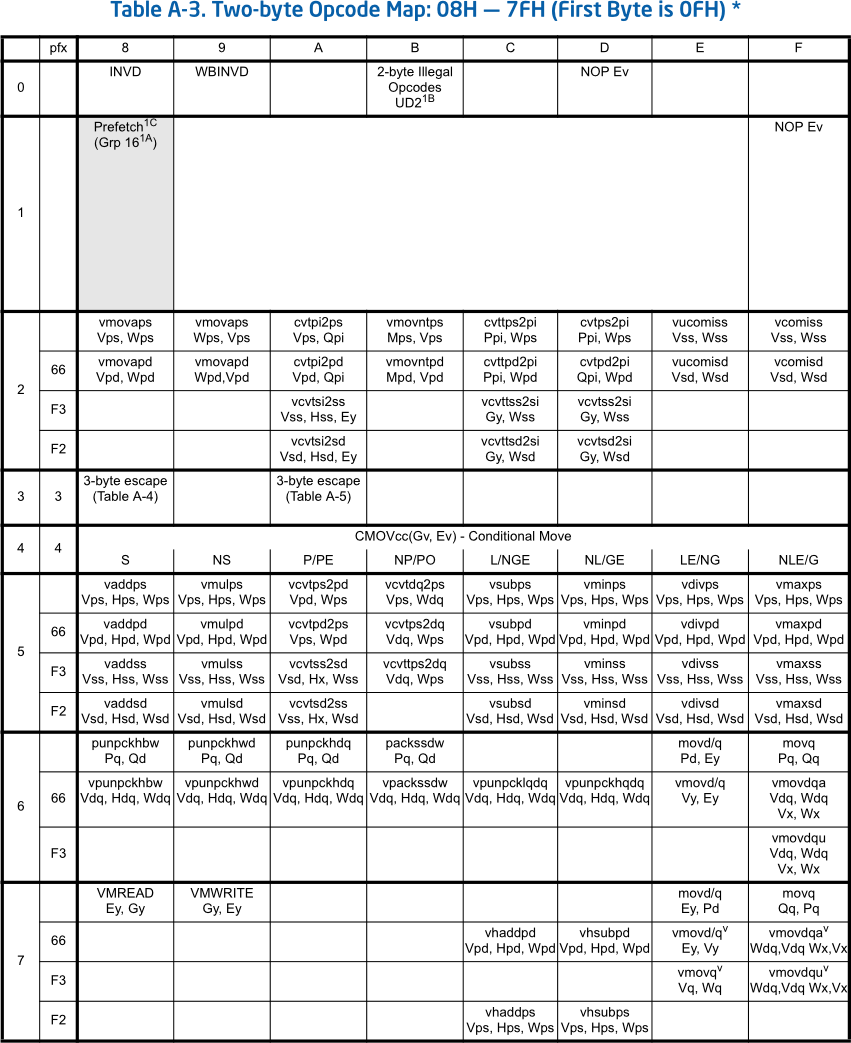 Table A-3. Two-byte Opcode Map: 08H — 7FH (First Byte is 0FH) *
pfx 8 9 A B C D E F
0 INVD WBINVD 2-byte Illegal NOP Ev
Opcodes
UD2¹ᴮ
1 Prefetch¹ᶜ NOP Ev
(Grp 16¹ᴬ)
2 vmovaps vmovaps cvtpi2ps vmovntps cvttps2pi cvtps2pi vucomiss vcomiss
Vps, Wps Wps, Vps Vps, Qpi Mps, Vps Ppi, Wps Ppi, Wps Vss, Wss Vss, Wss
66 vmovapd vmovapd cvtpi2pd vmovntpd cvttpd2pi cvtpd2pi vucomisd vcomisd
Vpd, Wpd Wpd,Vpd Vpd, Qpi Mpd, Vpd Ppi, Wpd Qpi, Wpd Vsd, Wsd Vsd, Wsd
F3 vcvtsi2ss vcvttss2si vcvtss2si
Vss, Hss, Ey Gy, Wss Gy, Wss
F2 vcvtsi2sd vcvttsd2si vcvtsd2si
Vsd, Hsd, Ey Gy, Wsd Gy, Wsd
3 3 3-byte escape 3-byte escape
(Table A-4) (Table A-5)
4 4 CMOVcc(Gv, Ev) - Conditional Move
S NS P/PE NP/PO L/NGE NL/GE LE/NG NLE/G
5 vaddps vmulps vcvtps2pd vcvtdq2ps vsubps vminps vdivps vmaxps
Vps, Hps, Wps Vps, Hps, Wps Vpd, Wps Vps, Wdq Vps, Hps, Wps Vps, Hps, Wps Vps, Hps, Wps Vps, Hps, Wps
66 vaddpd vmulpd vcvtpd2ps vcvtps2dq vsubpd vminpd vdivpd vmaxpd
Vpd, Hpd, Wpd Vpd, Hpd, Wpd Vps, Wpd Vdq, Wps Vpd, Hpd, Wpd Vpd, Hpd, Wpd Vpd, Hpd, Wpd Vpd, Hpd, Wpd
F3 vaddss vmulss vcvtss2sd vcvttps2dq vsubss vminss vdivss vmaxss
Vss, Hss, Wss Vss, Hss, Wss Vsd, Hx, Wss Vdq, Wps Vss, Hss, Wss Vss, Hss, Wss Vss, Hss, Wss Vss, Hss, Wss
F2 vaddsd vmulsd vcvtsd2ss vsubsd vminsd vdivsd vmaxsd
Vsd, Hsd, Wsd Vsd, Hsd, Wsd Vss, Hx, Wsd Vsd, Hsd, Wsd Vsd, Hsd, Wsd Vsd, Hsd, Wsd Vsd, Hsd, Wsd
6 punpckhbw punpckhwd punpckhdq packssdw movd/q movq
Pq, Qd Pq, Qd Pq, Qd Pq, Qd Pd, Ey Pq, Qq
66 vpunpckhbw vpunpckhwd vpunpckhdq vpackssdw vpunpcklqdq vpunpckhqdq vmovd/q vmovdqa
Vdq, Hdq, Wdq Vdq, Hdq, Wdq Vdq, Hdq, Wdq Vdq, Hdq, Wdq Vdq, Hdq, Wdq Vdq, Hdq, Wdq Vy, Ey Vdq, Wdq
Vx, Wx
F3 vmovdqu
Vdq, Wdq
Vx, Wx
7 VMREAD VMWRITE movd/q movq
Ey, Gy Gy, Ey Ey, Pd Qq, Pq
66 vhaddpd vhsubpd vmovd/qᵛ vmovdqaᵛ
Vpd, Hpd, Wpd Vpd, Hpd, Wpd Ey, Vy Wdq,Vdq Wx,Vx
F3 vmovqᵛ vmovdquᵛ
Vq, Wq Wdq,Vdq Wx,Vx
F2 vhaddps vhsubps
Vps, Hps, Wps Vps, Hps, Wps